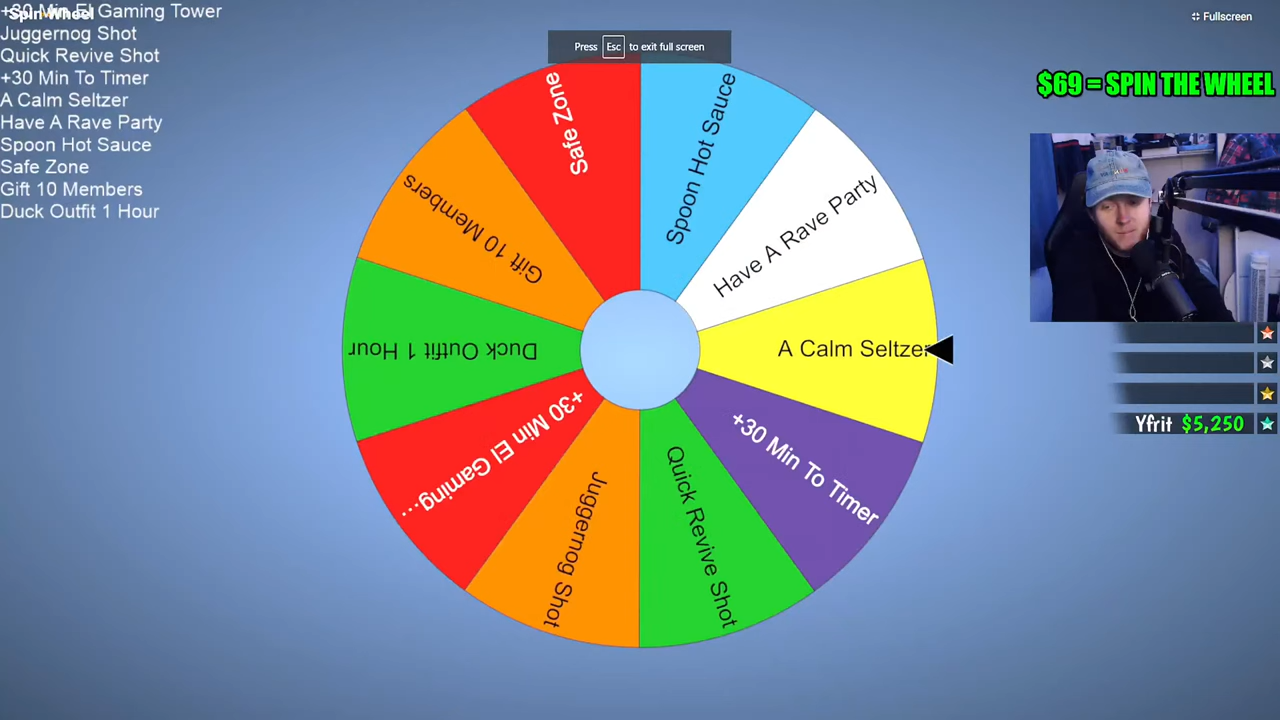 +30 Min El Gaming Tower
Spin Wheel
Juggernog Shot
Quick Revive Shot
+30 Min To Timer
A Calm Seltzer
Have A Rave Party
Spoon Hot Sauce
Safe Zone
Gift 10 Members
Duck Outfit 1 Hour
Press Esc to exit full screen
Fullscreen
$69 = SPIN THE WHEEL
Safe Zone
Spoon Hot Sauce
Have A Rave Party
A Calm Seltzer
+30 Min To Timer
Quick Revive Shot
Juggernog Shot
+30 Min El Gaming...
Duck Outfit 1 Hour
Gift 10 Members
Yfrit $5,250